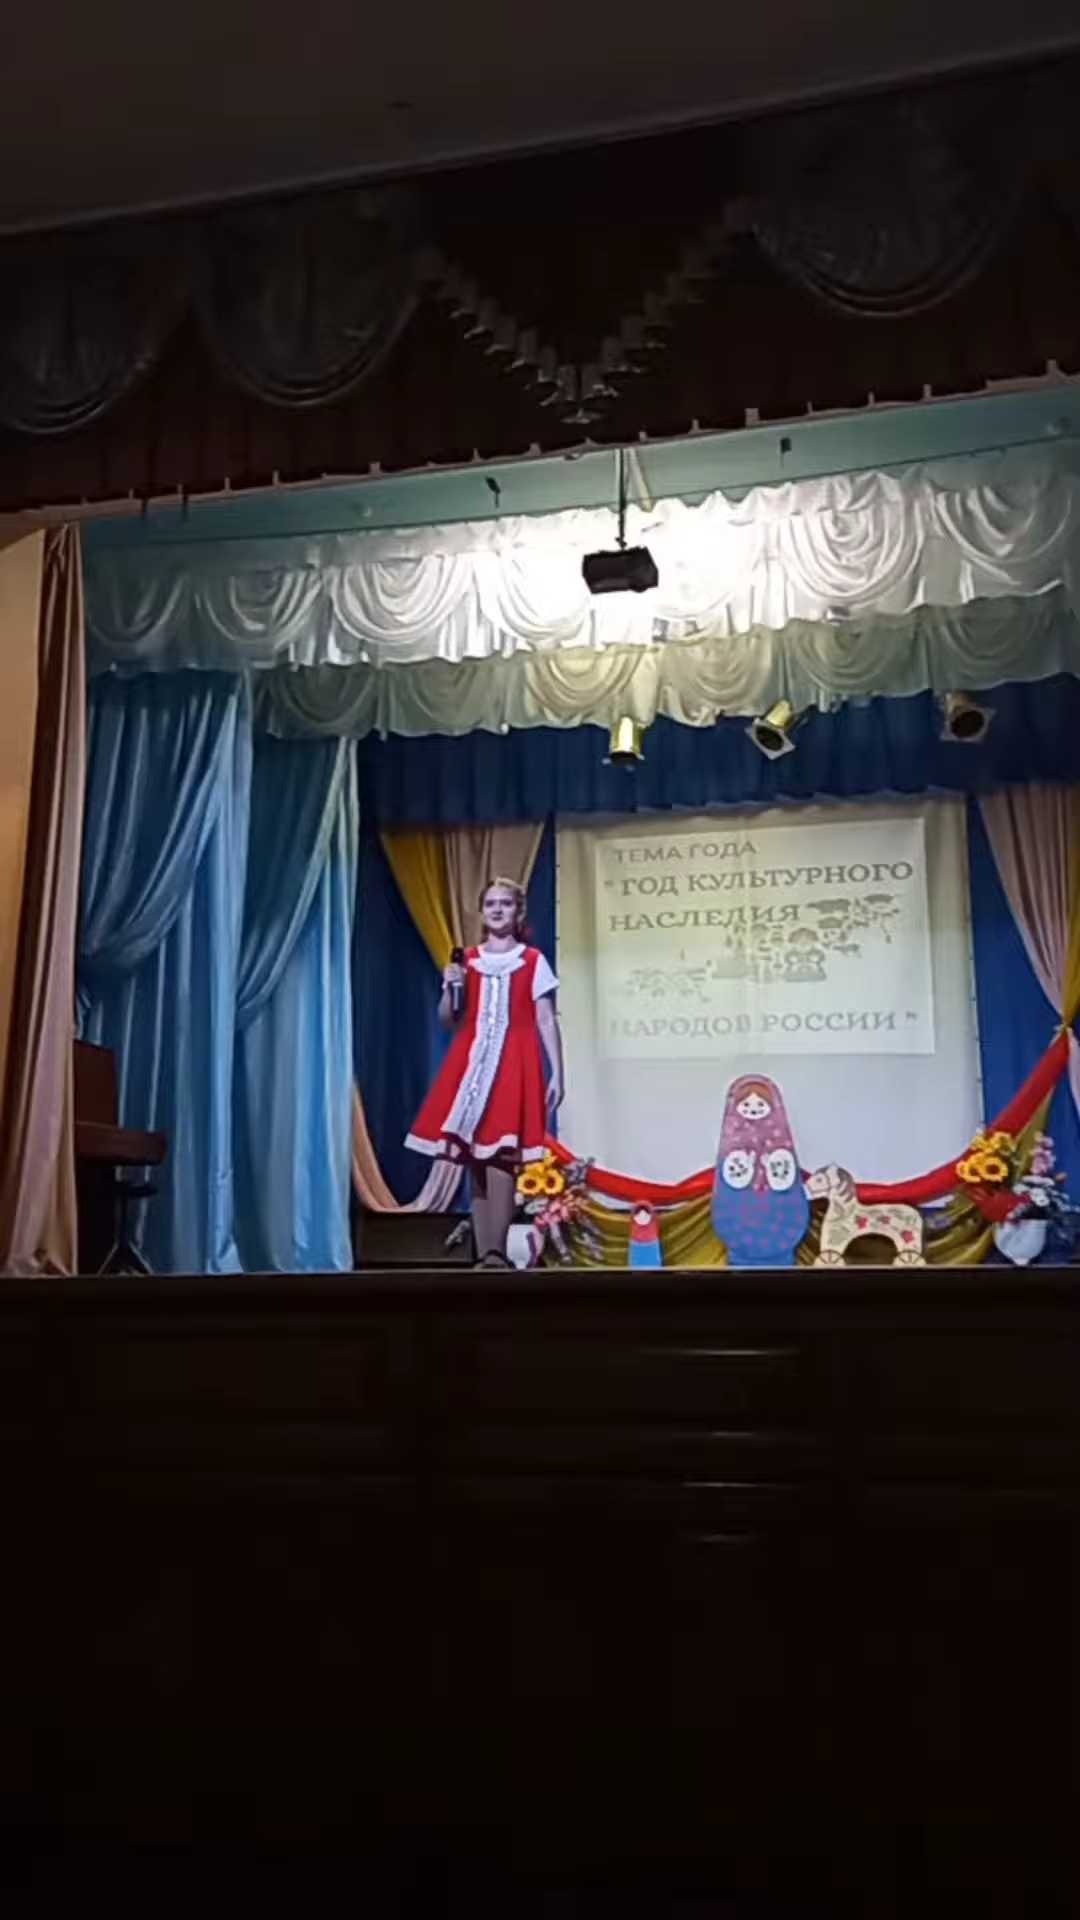 ТЕМА ГОДА
" ГОД КУЛЬТУРНОГО
НАСЛЕДИЯ
НАРОДОВ РОССИИ "